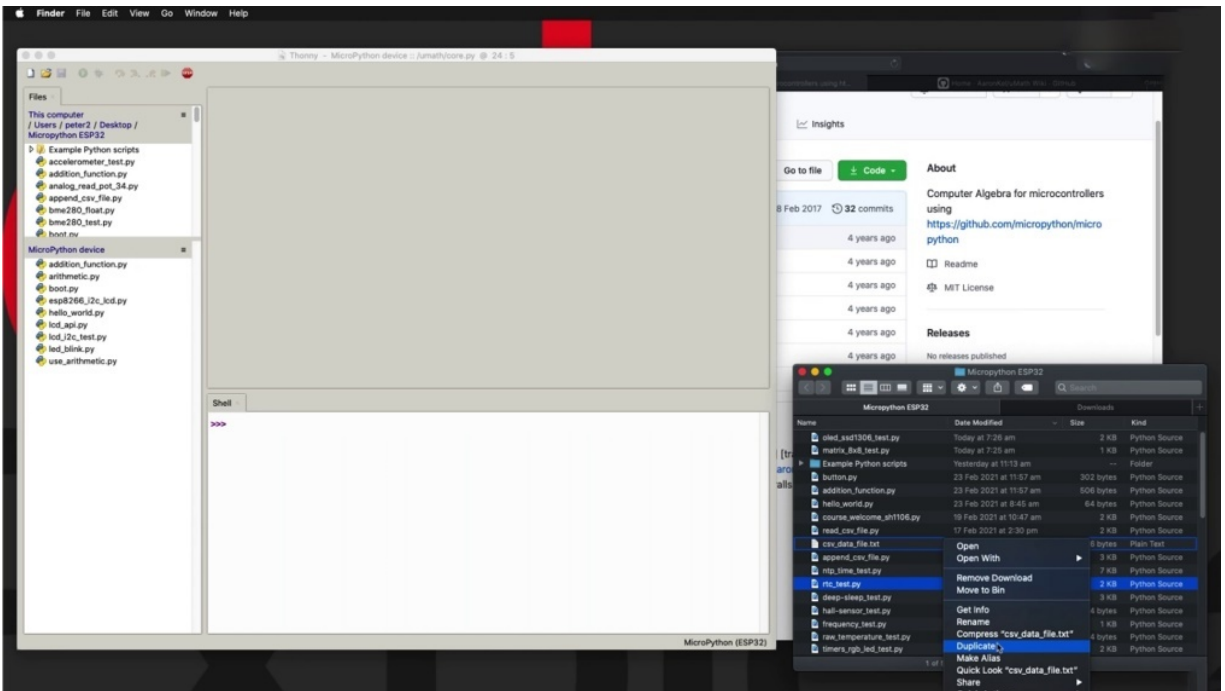 Finder File Edit View Go Window Help
Thonny - MicroPython device :: /umath/core.py @ 24 : 5
Files
This computer
/ Users / peter2 / Desktop /
Micropython ESP32
Example Python scripts
accelerometer_test.py
addition_function.py
analog_read_pot_34.py
append_csv_file.py
bme280_float.py
bme280_test.py
boot.py
MicroPython device
addition_function.py
arithmetic.py
boot.py
esp8266_i2c_lcd.py
hello_world.py
lcd_api.py
lcd_i2c_test.py
led_blink.py
use_arithmetic.py
Shell
>>>
MicroPython (ESP32)
Insights
Go to file Code
8 Feb 2017 32 commits
4 years ago
4 years ago
4 years ago
4 years ago
4 years ago
4 years ago
About
Computer Algebra for microcontrollers
using
https://github.com/micropython/micro
python
Readme
MIT License
Releases
No releases published
Micropython ESP32
Search
Micropython ESP32 Downloads
Name Date Modified Size Kind
oled_ssd1306_test.py Today at 7:26 am 2 KB Python Source
matrix_8x8_test.py Today at 7:25 am 1 KB Python Source
Example Python scripts Yesterday at 11:13 am -- Folder
button.py 23 Feb 2021 at 11:57 am 302 bytes Python Source
addition_function.py 23 Feb 2021 at 11:57 am 506 bytes Python Source
hello_world.py 23 Feb 2021 at 8:45 am 64 bytes Python Source
course_welcome_sh1106.py 19 Feb 2021 at 10:47 am 2 KB Python Source
read_csv_file.py 17 Feb 2021 at 2:30 pm 2 KB Python Source
csv_data_file.txt 6 bytes Plain Text
append_csv_file.py 3 KB Python Source
ntp_time_test.py 7 KB Python Source
rtc_test.py 2 KB Python Source
deep-sleep_test.py 3 KB Python Source
hall-sensor_test.py 4 bytes Python Source
frequency_test.py 1 KB Python Source
raw_temperature_test.py 4 bytes Python Source
timers_rgb_led_test.py 2 KB Python Source
Open
Open With
Remove Download
Move to Bin
Get Info
Rename
Compress "csv_data_file.txt"
Duplicate
Make Alias
Quick Look "csv_data_file.txt"
Share